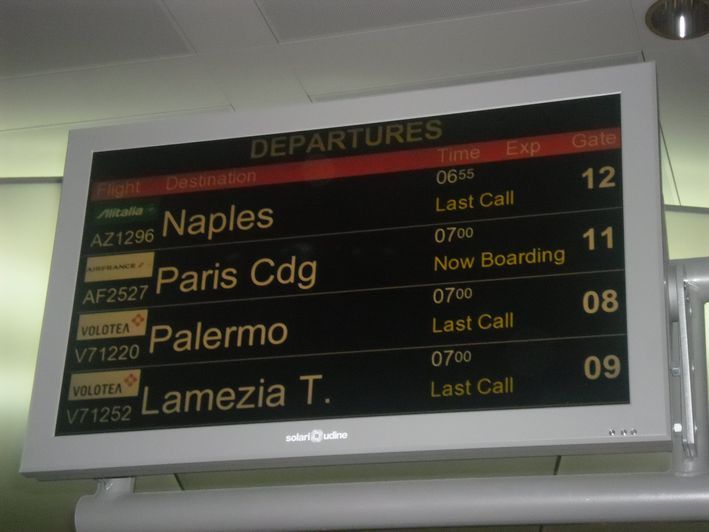 DEPARTURES
Flight Destination Time Exp Gate
Alitalia Naples 0655 12
AZ1296 Last Call
AIRFRANCE Paris Cdg 0700 11
AF2527 Now Boarding
VOLOTEA Palermo 0700 08
V71220 Last Call
VOLOTEA Lamezia T. 0700 09
V71252 Last Call
solari udine